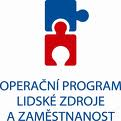 OPERAČNÍ PROGRAM
LIDSKÉ ZDROJE
A ZAMĚSTNANOST